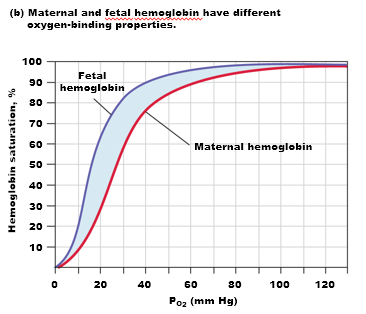 (b) Maternal and fetal hemoglobin have different
oxygen-binding properties.
100
90
80
70
60
50
40
30
20
10
Hemoglobin saturation, %
Fetal
hemoglobin
Maternal hemoglobin
0 20 40 60 80 100 120
PO2 (mm Hg)